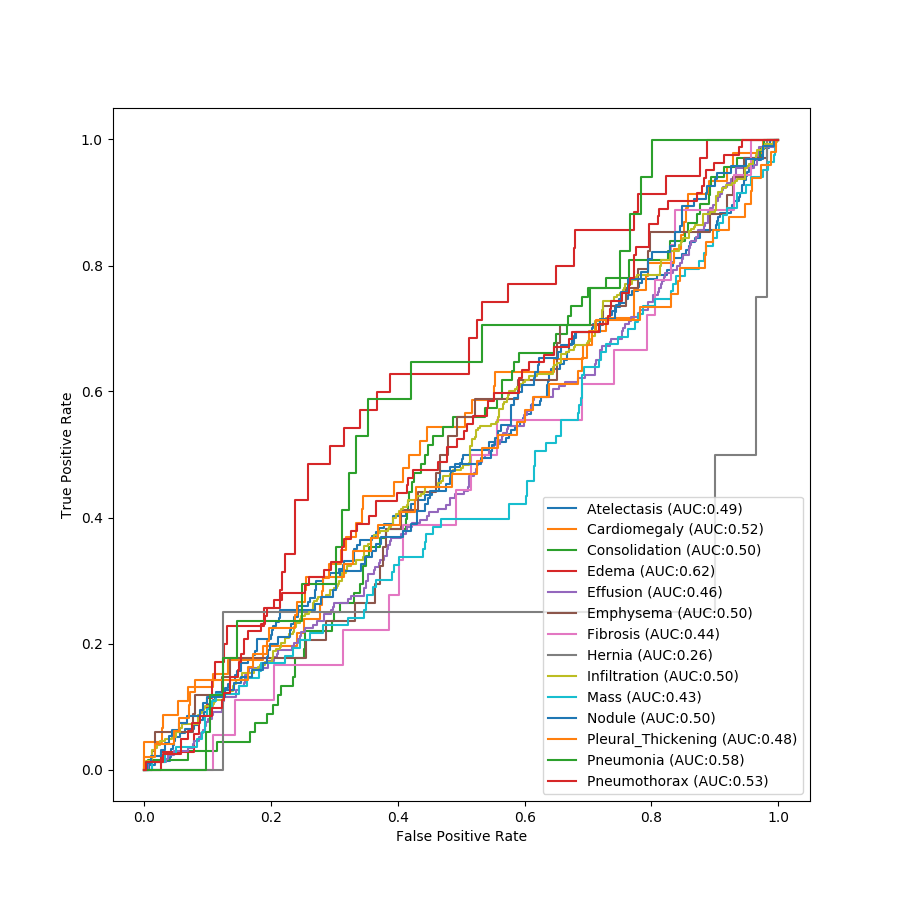 1.0
0.8
0.6
0.4
0.2
0.0
True Positive Rate
Atelectasis (AUC:0.49)
Cardiomegaly (AUC:0.52)
Consolidation (AUC:0.50)
Edema (AUC:0.62)
Effusion (AUC:0.46)
Emphysema (AUC:0.50)
Fibrosis (AUC:0.44)
Hernia (AUC:0.26)
Infiltration (AUC:0.50)
Mass (AUC:0.43)
Nodule (AUC:0.50)
Pleural_Thickening (AUC:0.48)
Pneumonia (AUC:0.58)
Pneumothorax (AUC:0.53)
0.0 0.2 0.4 0.6 0.8 1.0
False Positive Rate